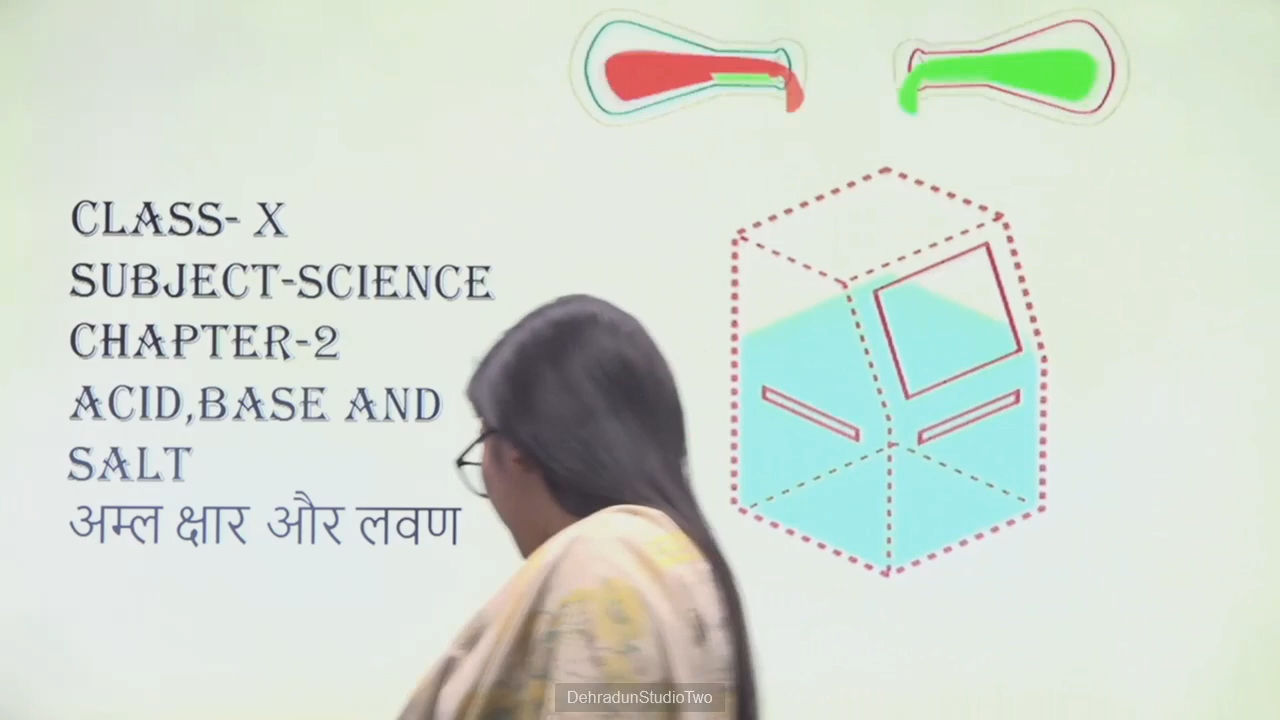 CLASS- X
SUBJECT-SCIENCE
CHAPTER-2
ACID,BASE AND
SALT
अम्ल क्षार और लवण
DehradunStudioTwo